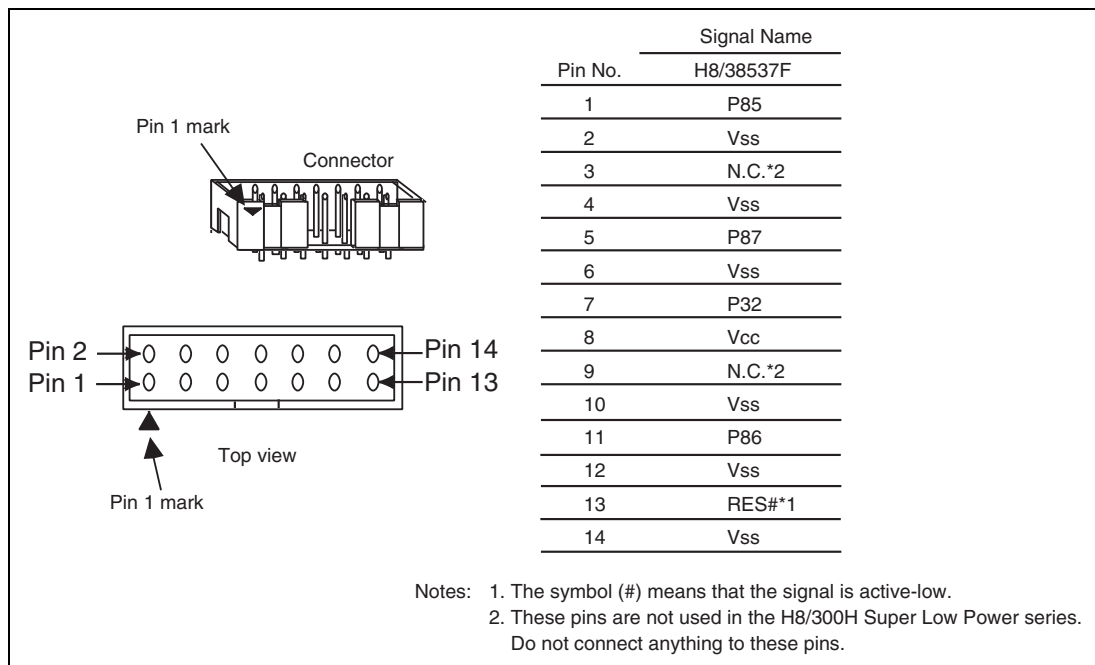 Pin 1 mark
Connector
Pin 2
Pin 14
Pin 1
Pin 13
Top view
Pin 1 mark
Signal Name
Pin No. H8/38537F
1 P85
2 Vss
3 N.C.*2
4 Vss
5 P87
6 Vss
7 P32
8 Vcc
9 N.C.*2
10 Vss
11 P86
12 Vss
13 RES#*1
14 Vss
Notes: 1. The symbol (#) means that the signal is active-low.
2. These pins are not used in the H8/300H Super Low Power series.
Do not connect anything to these pins.